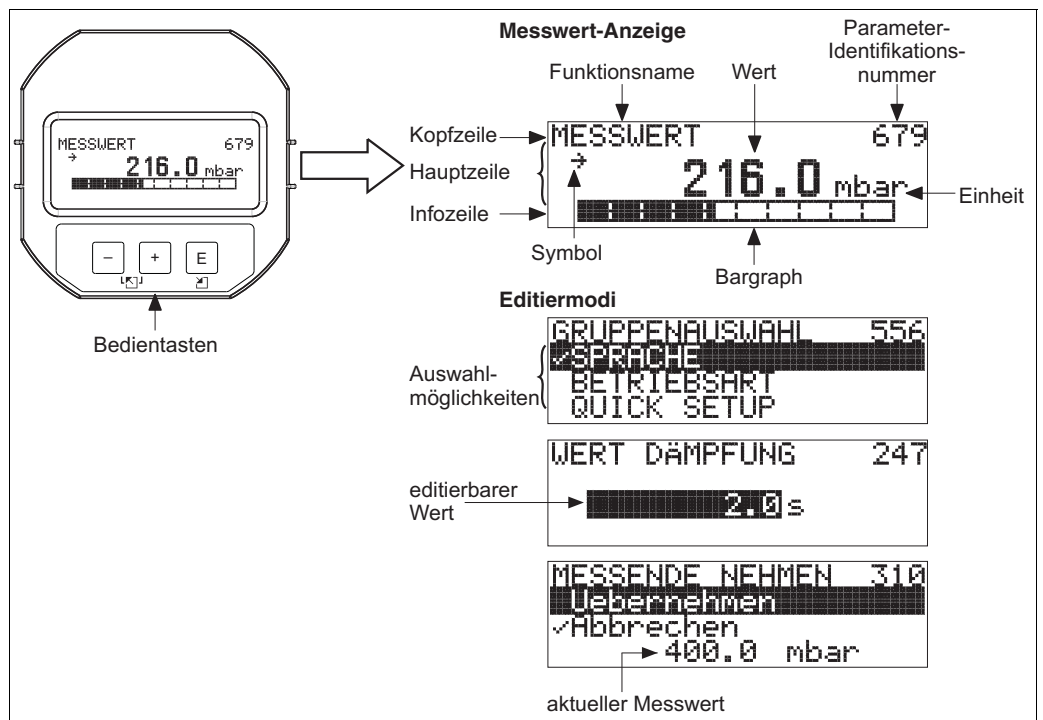 MESSWERT 679
216.0 mbar
–
+
E
Bedientasten
Messwert-Anzeige
Funktionsname
Wert
Parameter-
Identifikations-
nummer
Kopfzeile
Hauptzeile
Infozeile
MESSWERT 679
216.0 mbar
Einheit
Symbol
Bargraph
Editiermodi
Auswahl-
möglichkeiten
GRUPPENAUSWAHL 556
✓SPRACHE
BETRIEBSART
QUICK SETUP
editierbarer
Wert
WERT DÄMPFUNG 247
2.0 s
MESSENDE NEHMEN 310
Uebernehmen
✓Abbrechen
400.0 mbar
aktueller Messwert